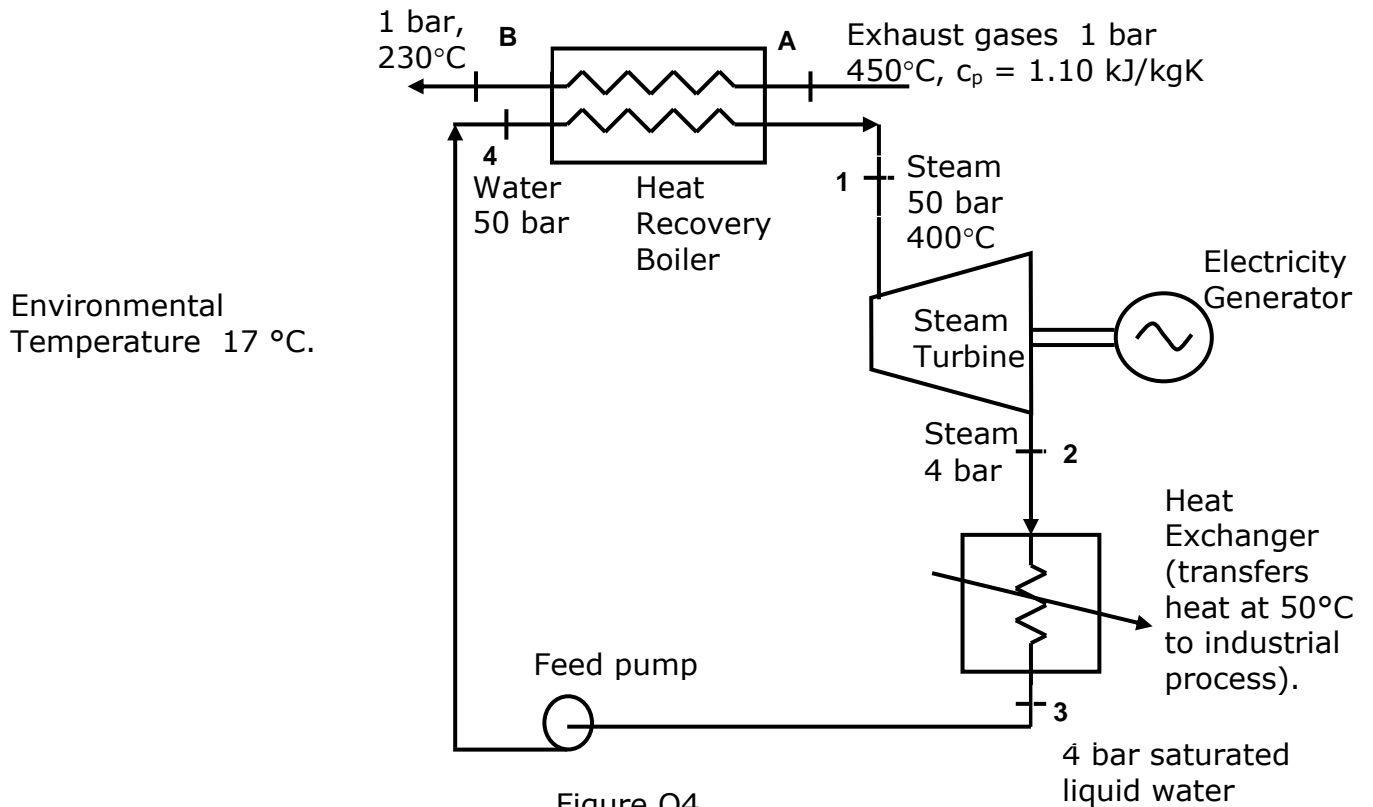 1 bar,
230°C
B
A
Exhaust gases 1 bar
450°C, cp = 1.10 kJ/kgK
4
Water
50 bar
Heat
Recovery
Boiler
1
Steam
50 bar
400°C
Environmental
Temperature 17 °C.
Steam
Turbine
Electricity
Generator
Steam
4 bar
2
Heat
Exchanger
(transfers
heat at 50°C
to industrial
process).
Feed pump
3
4 bar saturated
liquid water
Figure Q4